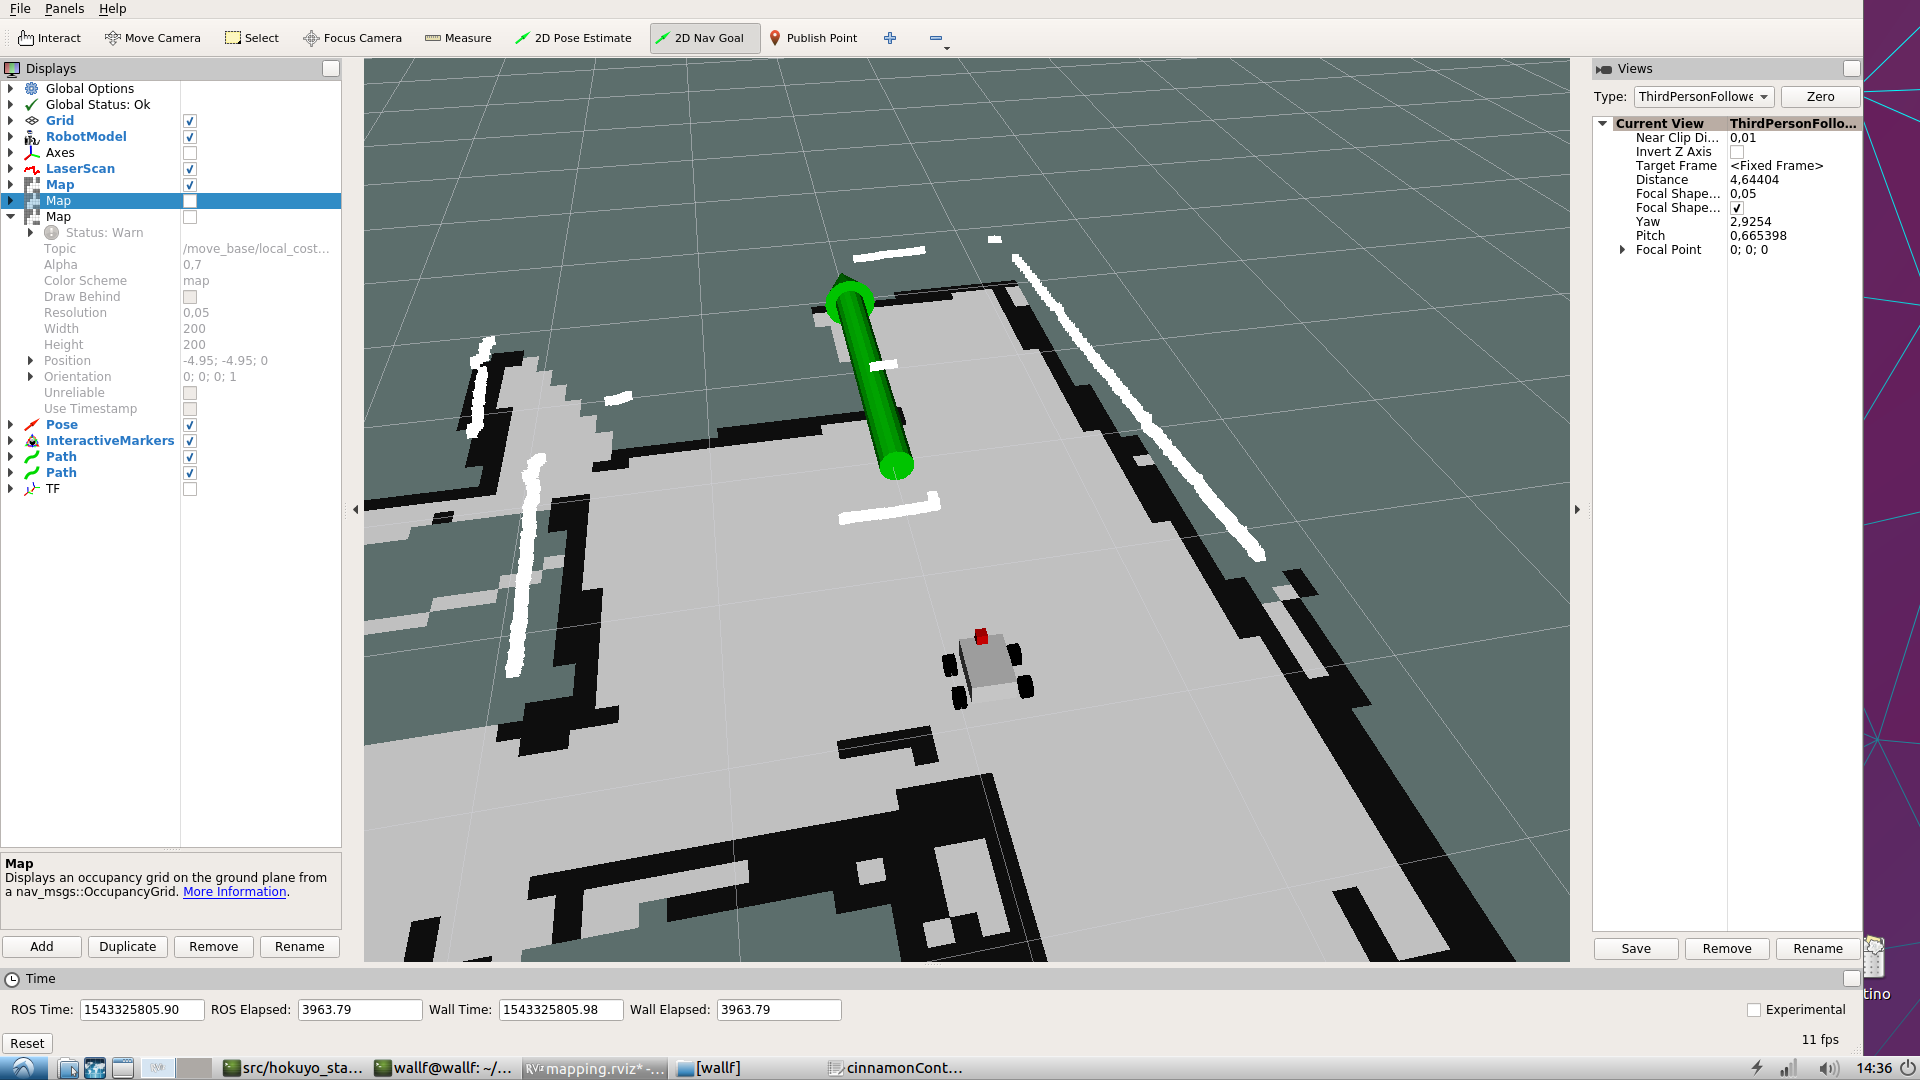 File Panels Help
Interact Move Camera Select Focus Camera Measure 2D Pose Estimate 2D Nav Goal Publish Point
Displays
Global Options
Global Status: Ok
Grid
RobotModel
Axes
LaserScan
Map
Map
Map
Status: Warn
Topic /move_base/local_cost...
Alpha 0,7
Color Scheme map
Draw Behind
Resolution 0,05
Width 200
Height 200
Position -4.95; -4.95; 0
Orientation 0; 0; 0; 1
Unreliable
Use Timestamp
Pose
InteractiveMarkers
Path
Path
TF
Map
Displays an occupancy grid on the ground plane from
a nav_msgs::OccupancyGrid. More Information.
Add Duplicate Remove Rename
Views
Type: ThirdPersonFollowe Zero
Current View ThirdPersonFollo...
Near Clip Di... 0,01
Invert Z Axis
Target Frame <Fixed Frame>
Distance 4,64404
Focal Shape... 0,05
Focal Shape...
Yaw 2,9254
Pitch 0,665398
Focal Point 0; 0; 0
Save Remove Rename
tino
Time
ROS Time: 1543325805.90 ROS Elapsed: 3963.79 Wall Time: 1543325805.98 Wall Elapsed: 3963.79 Experimental
Reset 11 fps
src/hokuyo_sta... wallf@wallf: ~/... mapping.rviz* -... [wallf] cinnamonCont... 14:36